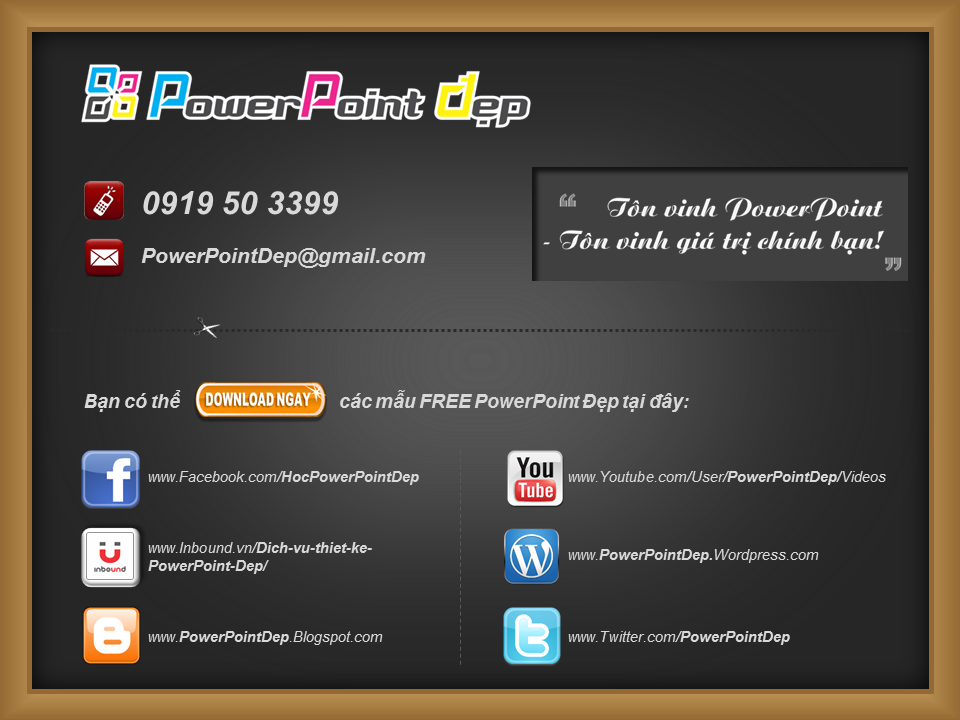 PowerPoint đẹp
0919 50 3399
PowerPointDep@gmail.com
“ Tôn vinh PowerPoint
- Tôn vinh giá trị chính bạn! ”
Bạn có thể DOWNLOAD NGAY các mẫu FREE PowerPoint Đẹp tại đây:
www.Facebook.com/HocPowerPointDep
www.Inbound.vn/Dich-vu-thiet-ke-
PowerPoint-Dep/
inbound
www.PowerPointDep.Blogspot.com
You
Tube
www.Youtube.com/User/PowerPointDep/Videos
www.PowerPointDep.Wordpress.com
www.Twitter.com/PowerPointDep